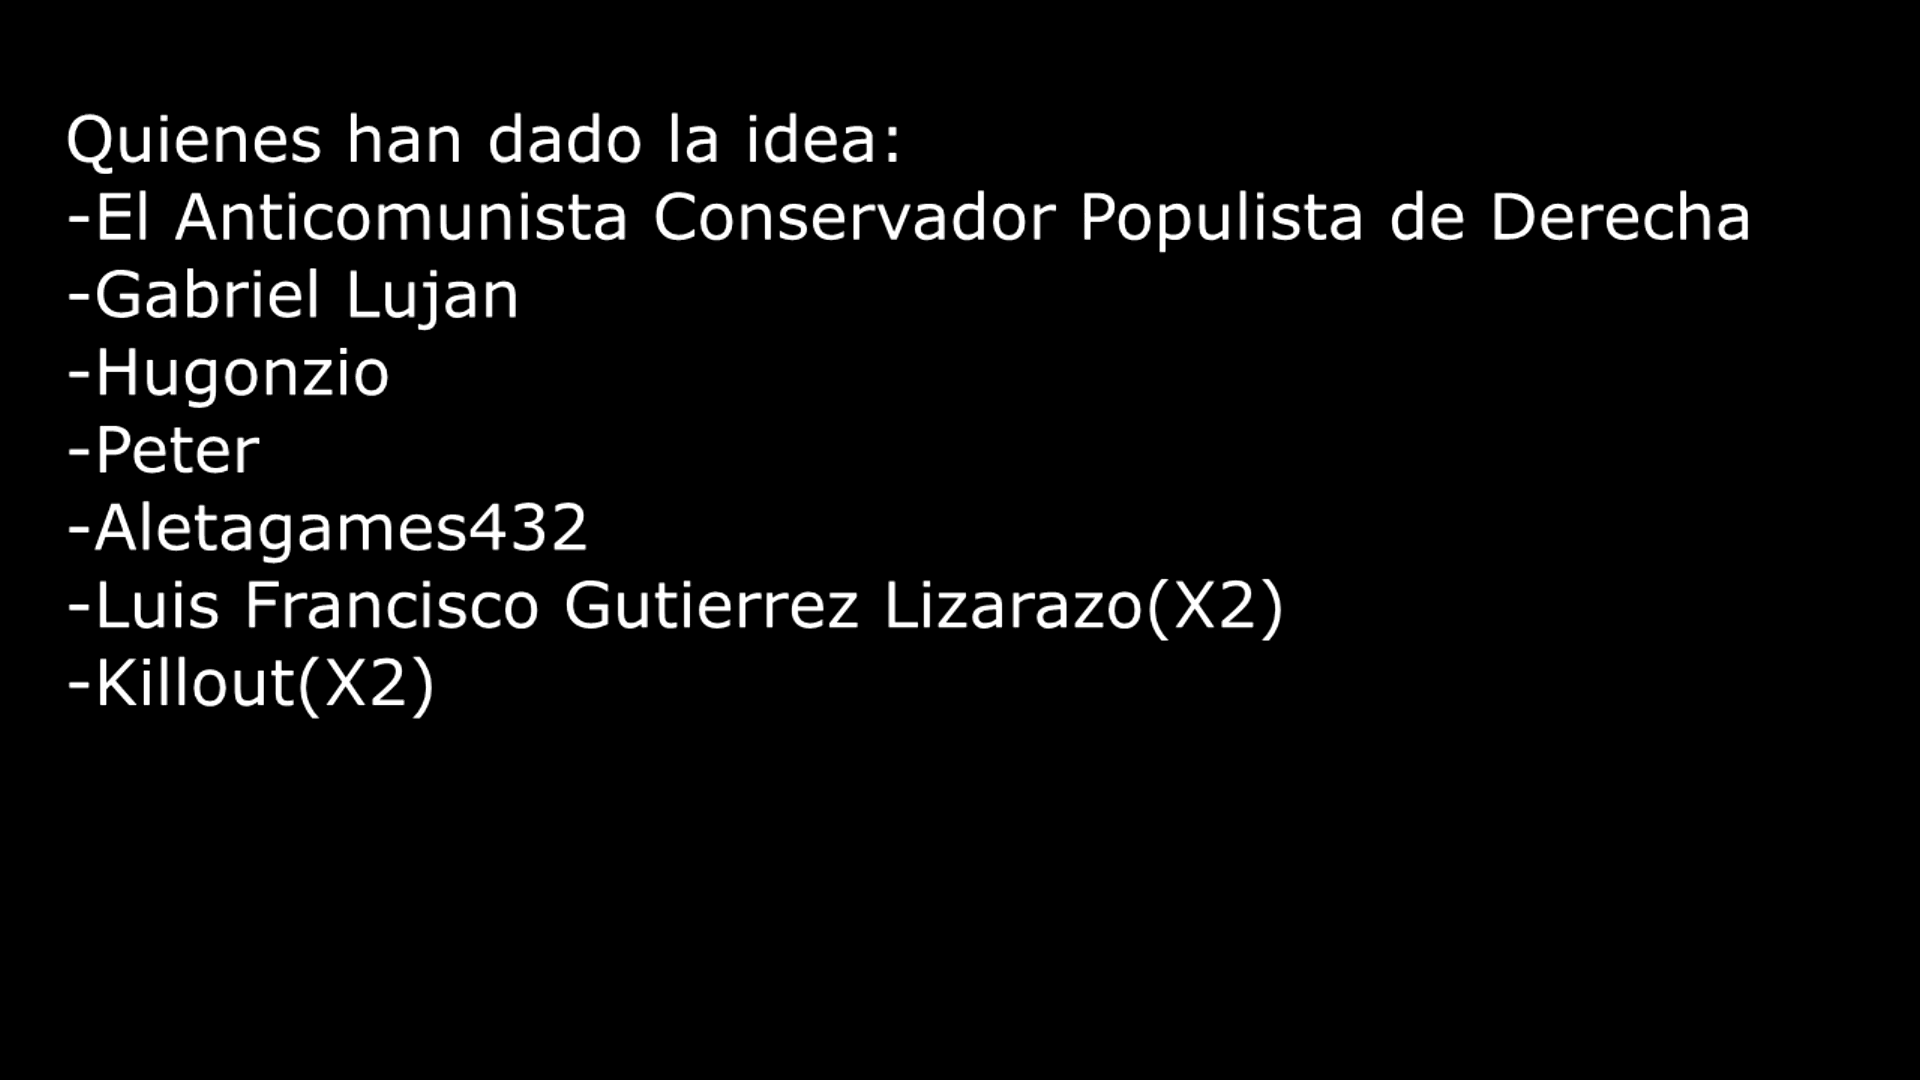 Quienes han dado la idea:
-El Anticomunista Conservador Populista de Derecha
-Gabriel Lujan
-Hugonzio
-Peter
-Aletagames432
-Luis Francisco Gutierrez Lizarazo(X2)
-Killout(X2)